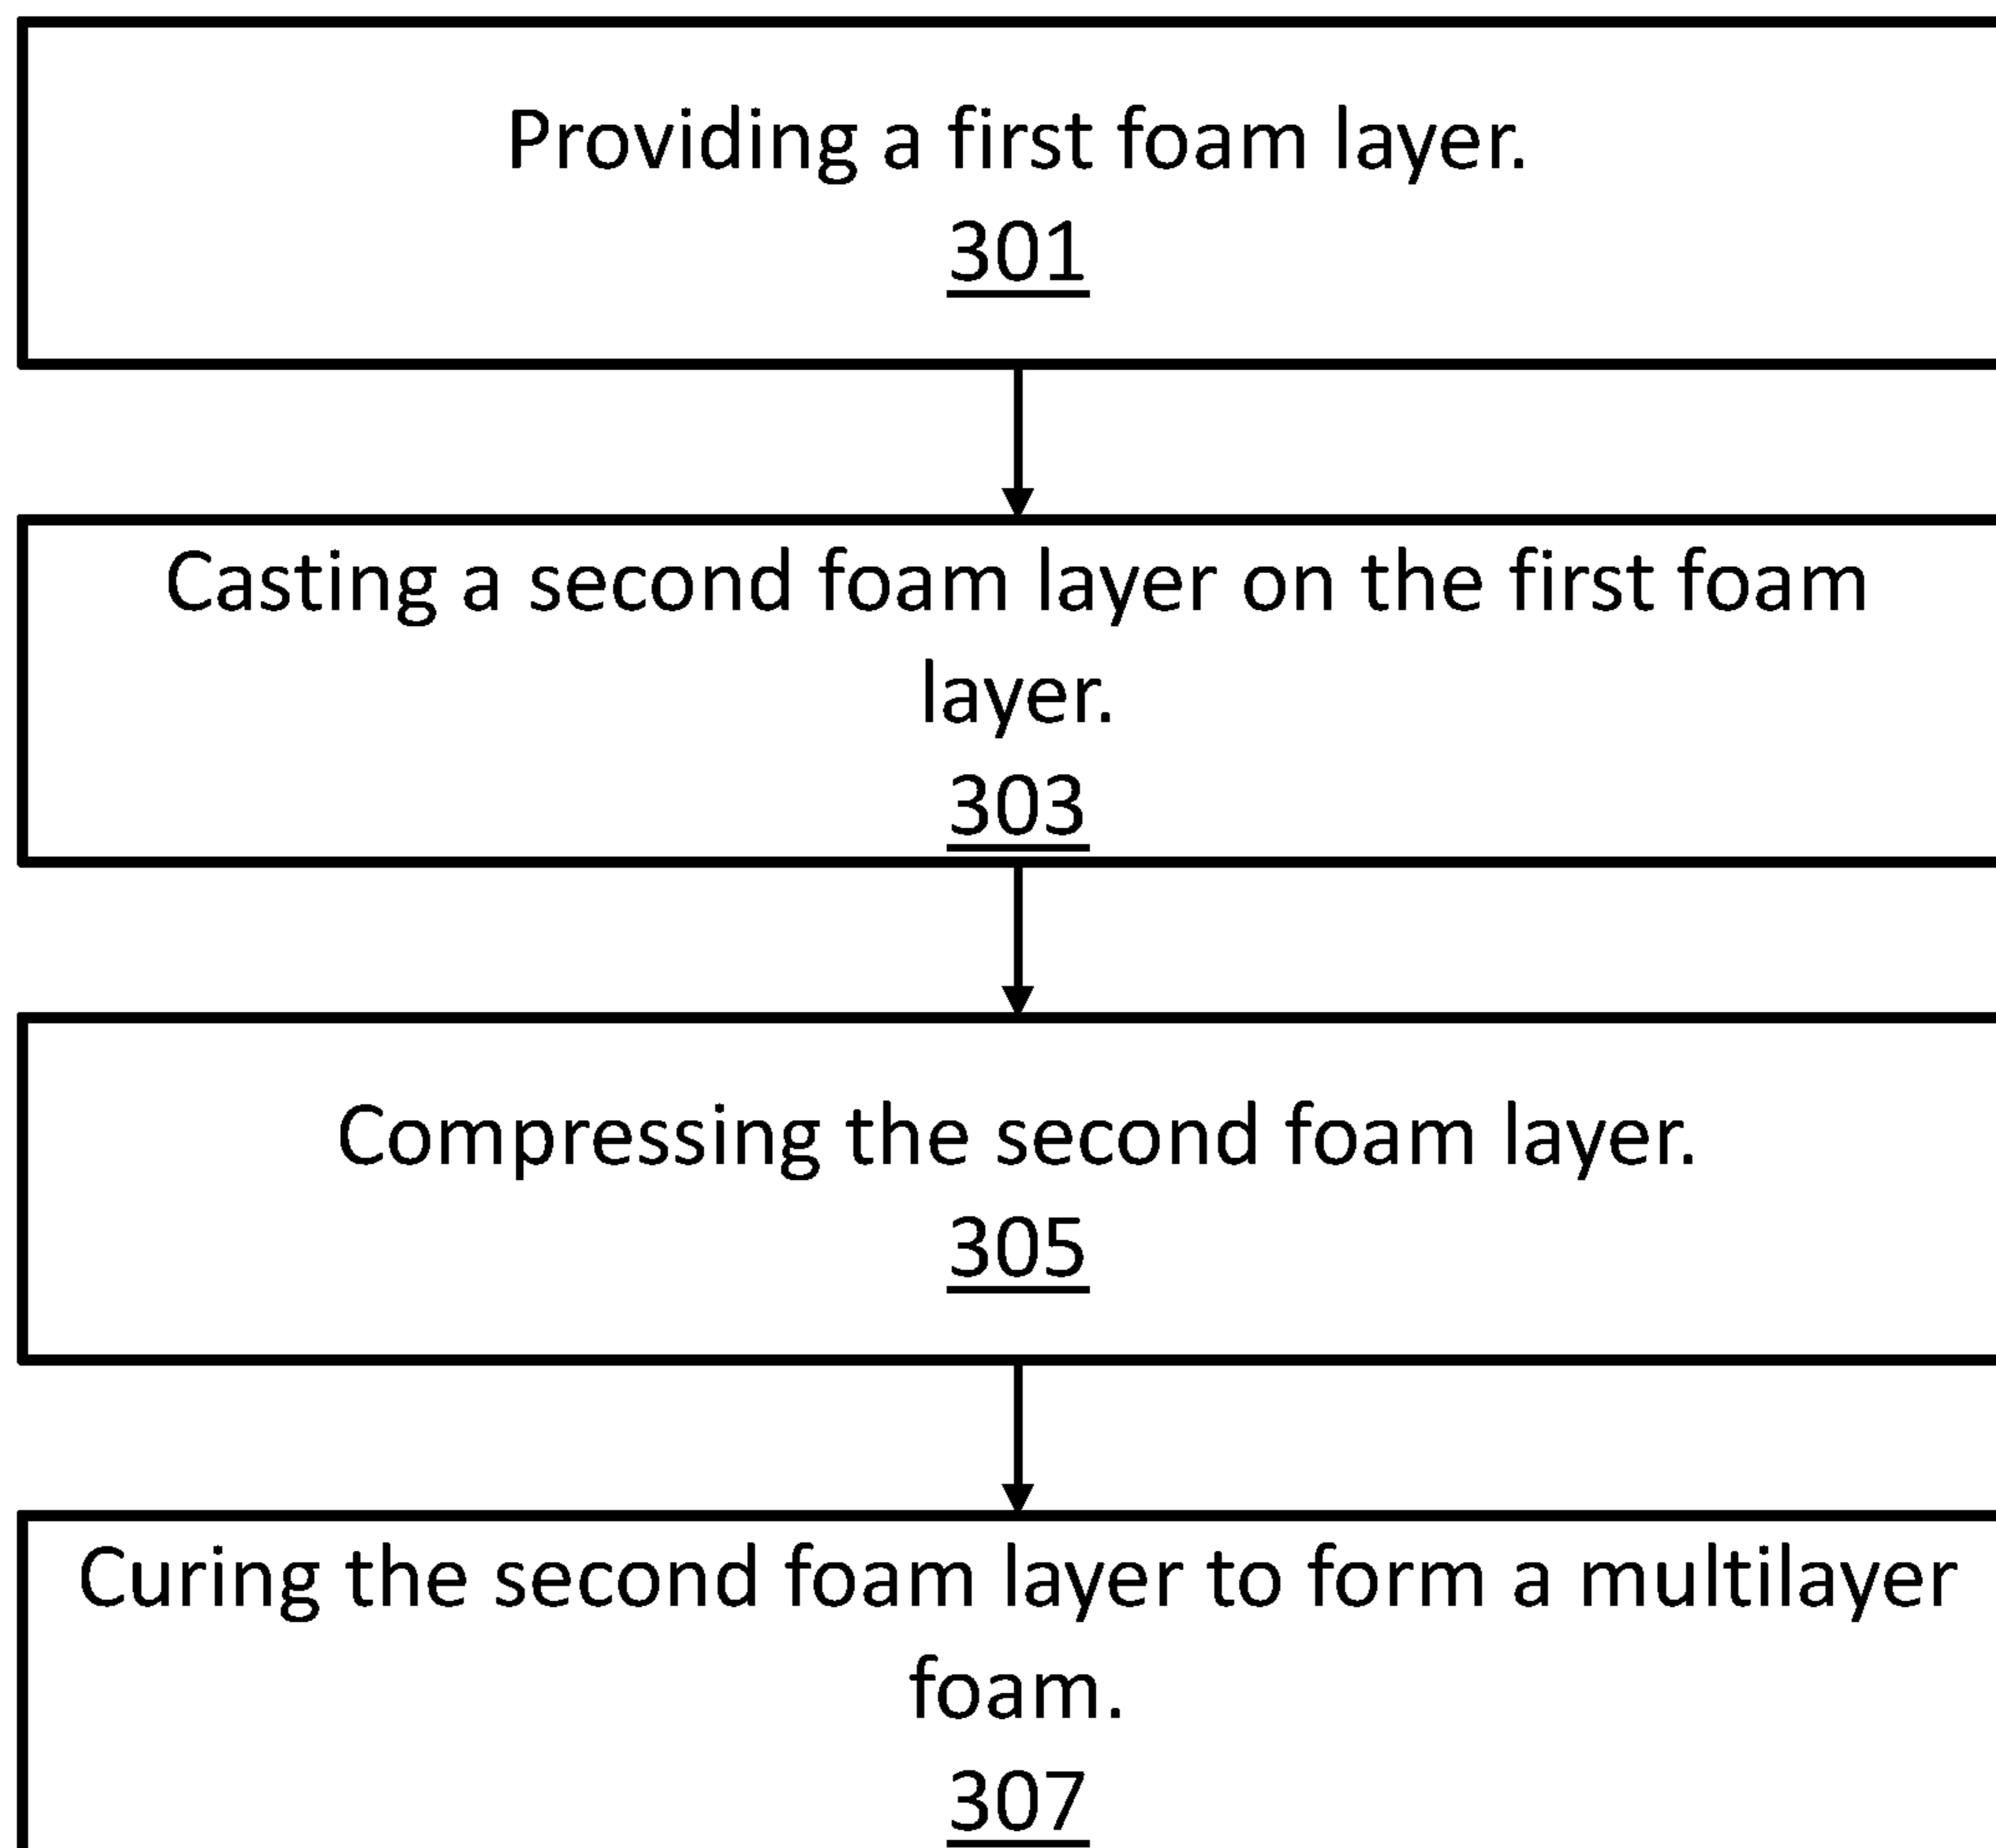 Providing a first foam layer.
301
Casting a second foam layer on the first foam
layer.
303
Compressing the second foam layer.
305
Curing the second foam layer to form a multilayer
foam.
307